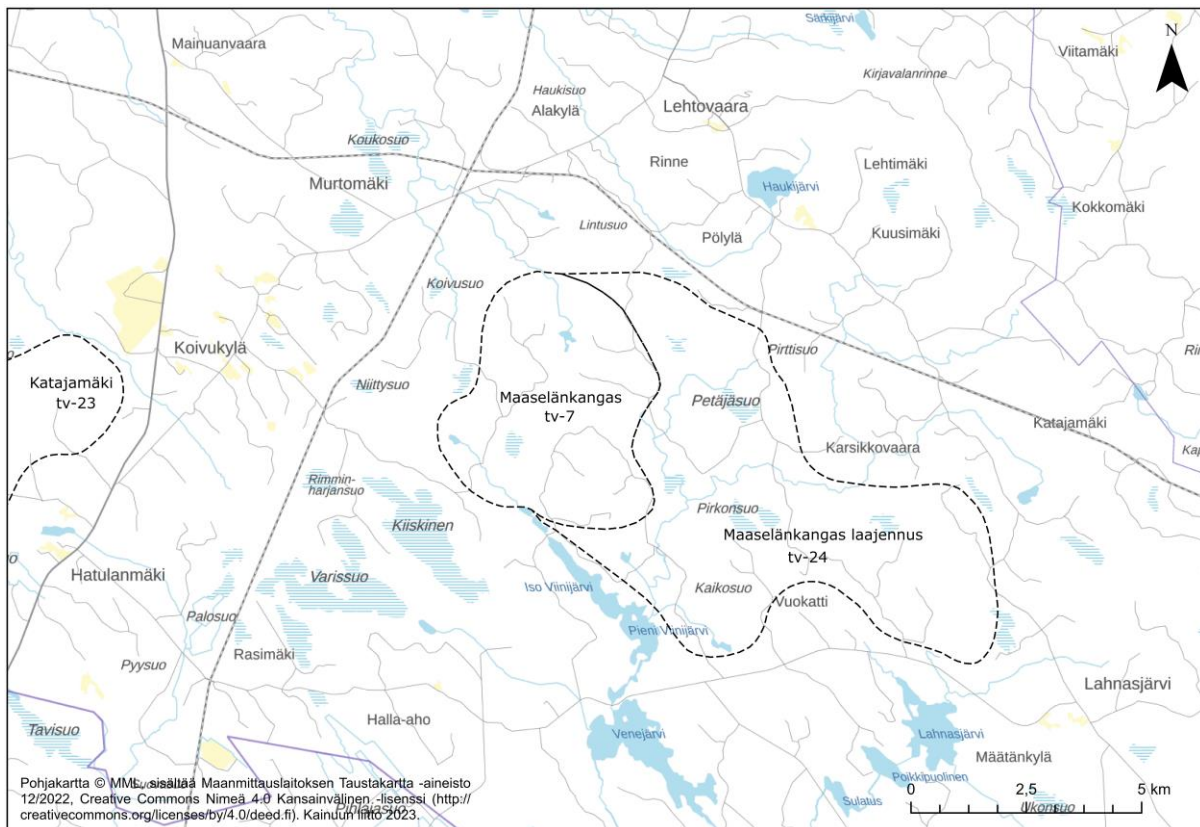 Särkijärvi
Mainuanvaara
N
Viitamäki
Kirjavalanrinne
Haukisuo
Alakylä
Lehtovaara
Koukosuo
Rinne
Lehtimäki
Murtomäki
Haukijärvi
Kokkomäki
Lintusuo
Pölylä
Kuusimäki
Koivusuo
Koivukylä
Pirttisuo
Niittysuo
Katajamäki
tv-23
Maaselänkangas
tv-7
Petäjäsuo
Katajamäki
Karsikkovaara
Rimmin-
harjansuo
Kiiskinen
Pirkonsuo
Maaselänkangas laajennus
tv-24
Hatulanmäki
Varissuo
Iso Viinijärvi
Kaikosuo
Vuokatti
Palosuo
Pieni Viinijärvi
Pyysuo
Rasimäki
Lahnasjärvi
Halla-aho
Tavisuo
Venejärvi
Lahnasjärvi
Määtänkylä
Poikkipuolinen
Sulatus
0 2,5 5 km
Ukonsuo
Pihlajasuo
Pohjakartta © MML, sisältää Maanmittauslaitoksen Taustakartta -aineisto
12/2022, Creative Commons Nimeä 4.0 Kansainvälinen -lisenssi (http://
creativecommons.org/licenses/by/4.0/deed.fi). Kainuun liitto 2023.